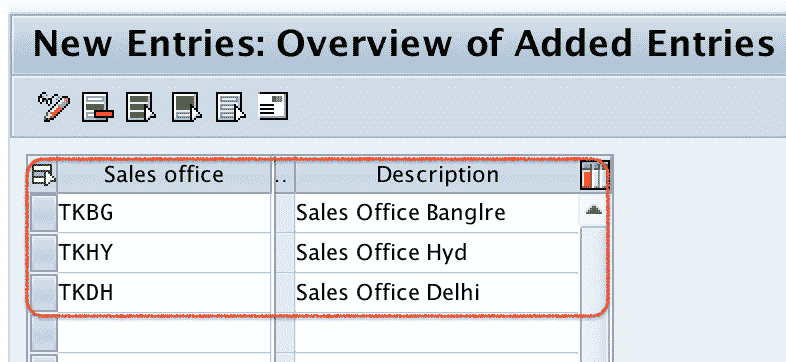 New Entries: Overview of Added Entries
Sales office .. Description
TKBG Sales Office Banglre
TKHY Sales Office Hyd
TKDH Sales Office Delhi